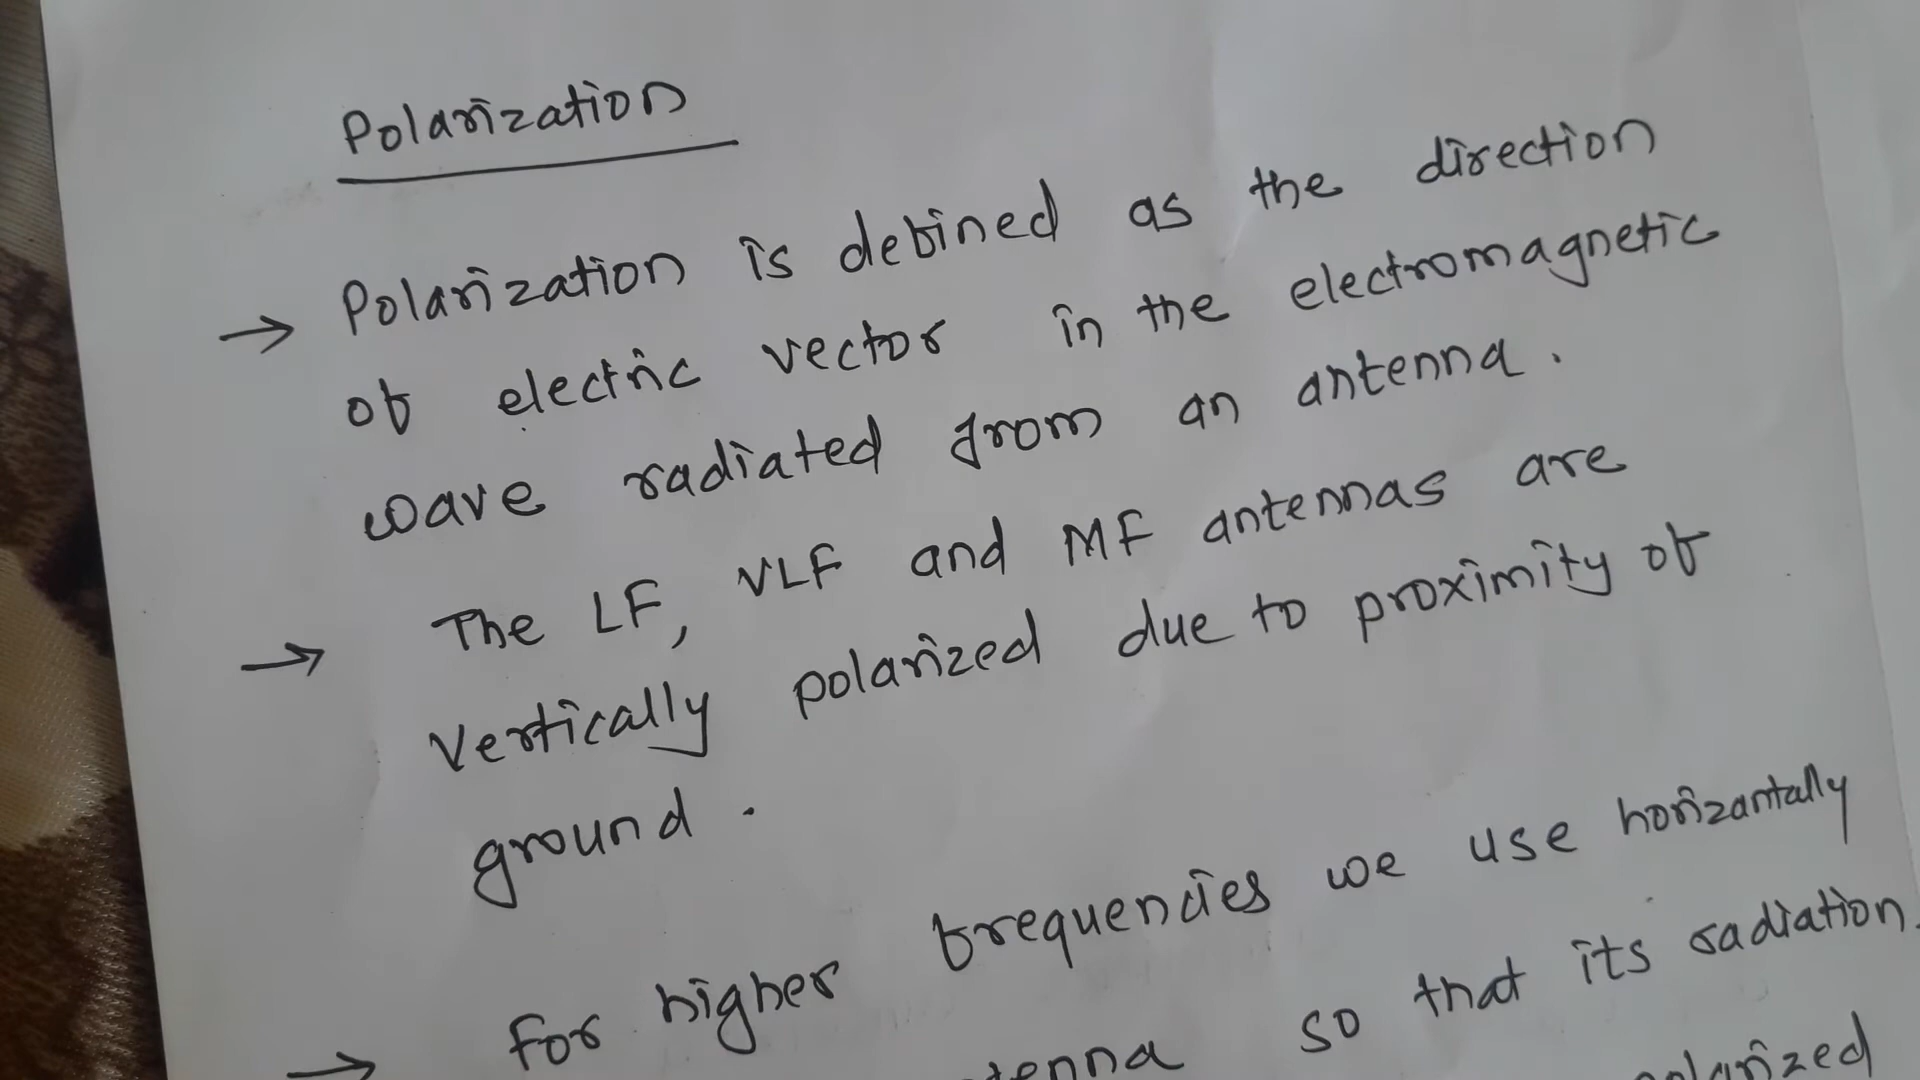 Polarization
→ Polarization is defined as the direction
of electric vector in the electromagnetic
wave radiated from an antenna.
→ The LF, VLF and MF antennas are
Vertically polarized due to proximity of
ground.
→ For higher frequencies we use horizantally
so that its radiation